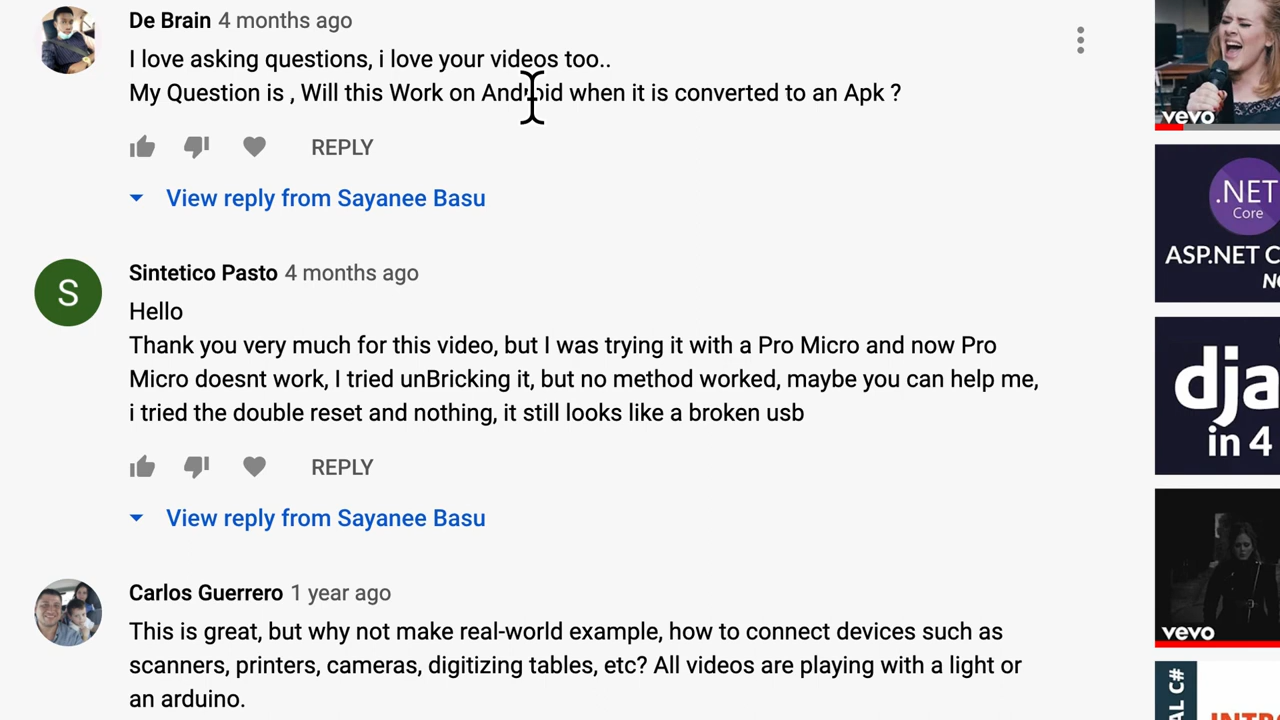 De Brain 4 months ago
I love asking questions, i love your videos too..
My Question is , Will this Work on Android when it is converted to an Apk ?
REPLY
View reply from Sayanee Basu
S
Sintetico Pasto 4 months ago
Hello
Thank you very much for this video, but I was trying it with a Pro Micro and now Pro
Micro doesnt work, I tried unBricking it, but no method worked, maybe you can help me,
i tried the double reset and nothing, it still looks like a broken usb
REPLY
View reply from Sayanee Basu
Carlos Guerrero 1 year ago
This is great, but why not make real-world example, how to connect devices such as
scanners, printers, cameras, digitizing tables, etc? All videos are playing with a light or
an arduino.
vevo
.NET
Core
ASP.NET C
dja
in 4
vevo
AL C#